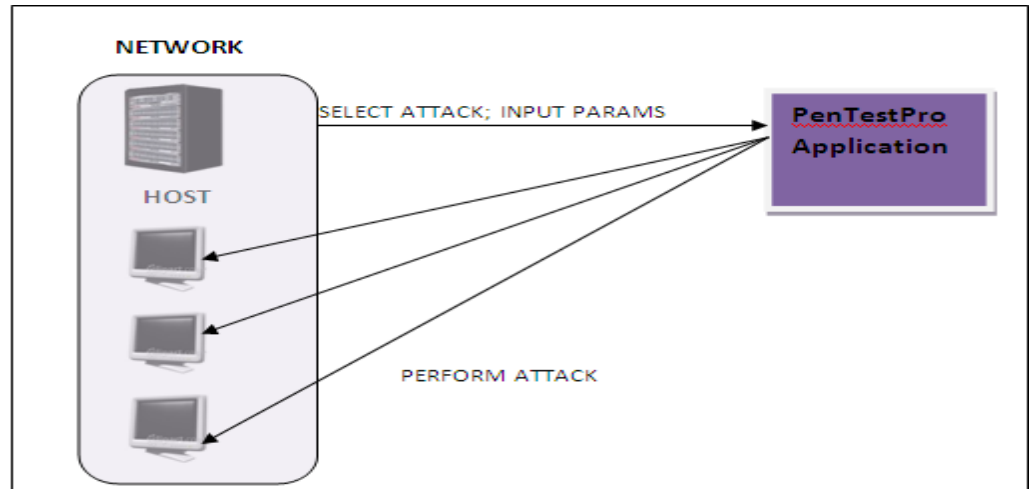 NETWORK
SELECT ATTACK; INPUT PARAMS
PenTestPro
Application
HOST
PERFORM ATTACK